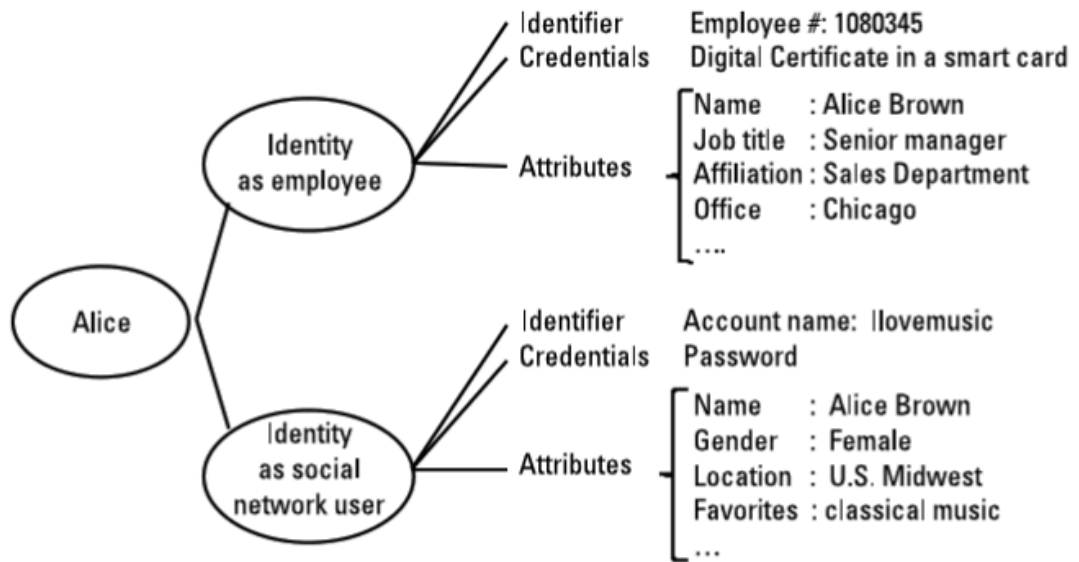 Alice
Identity
as employee
Identifier Employee #: 1080345
Credentials Digital Certificate in a smart card
Attributes
Name : Alice Brown
Job title : Senior manager
Affiliation : Sales Department
Office : Chicago
....
Identity
as social
network user
Identifier Account name: Ilovemusic
Credentials Password
Attributes
Name : Alice Brown
Gender : Female
Location : U.S. Midwest
Favorites : classical music
...